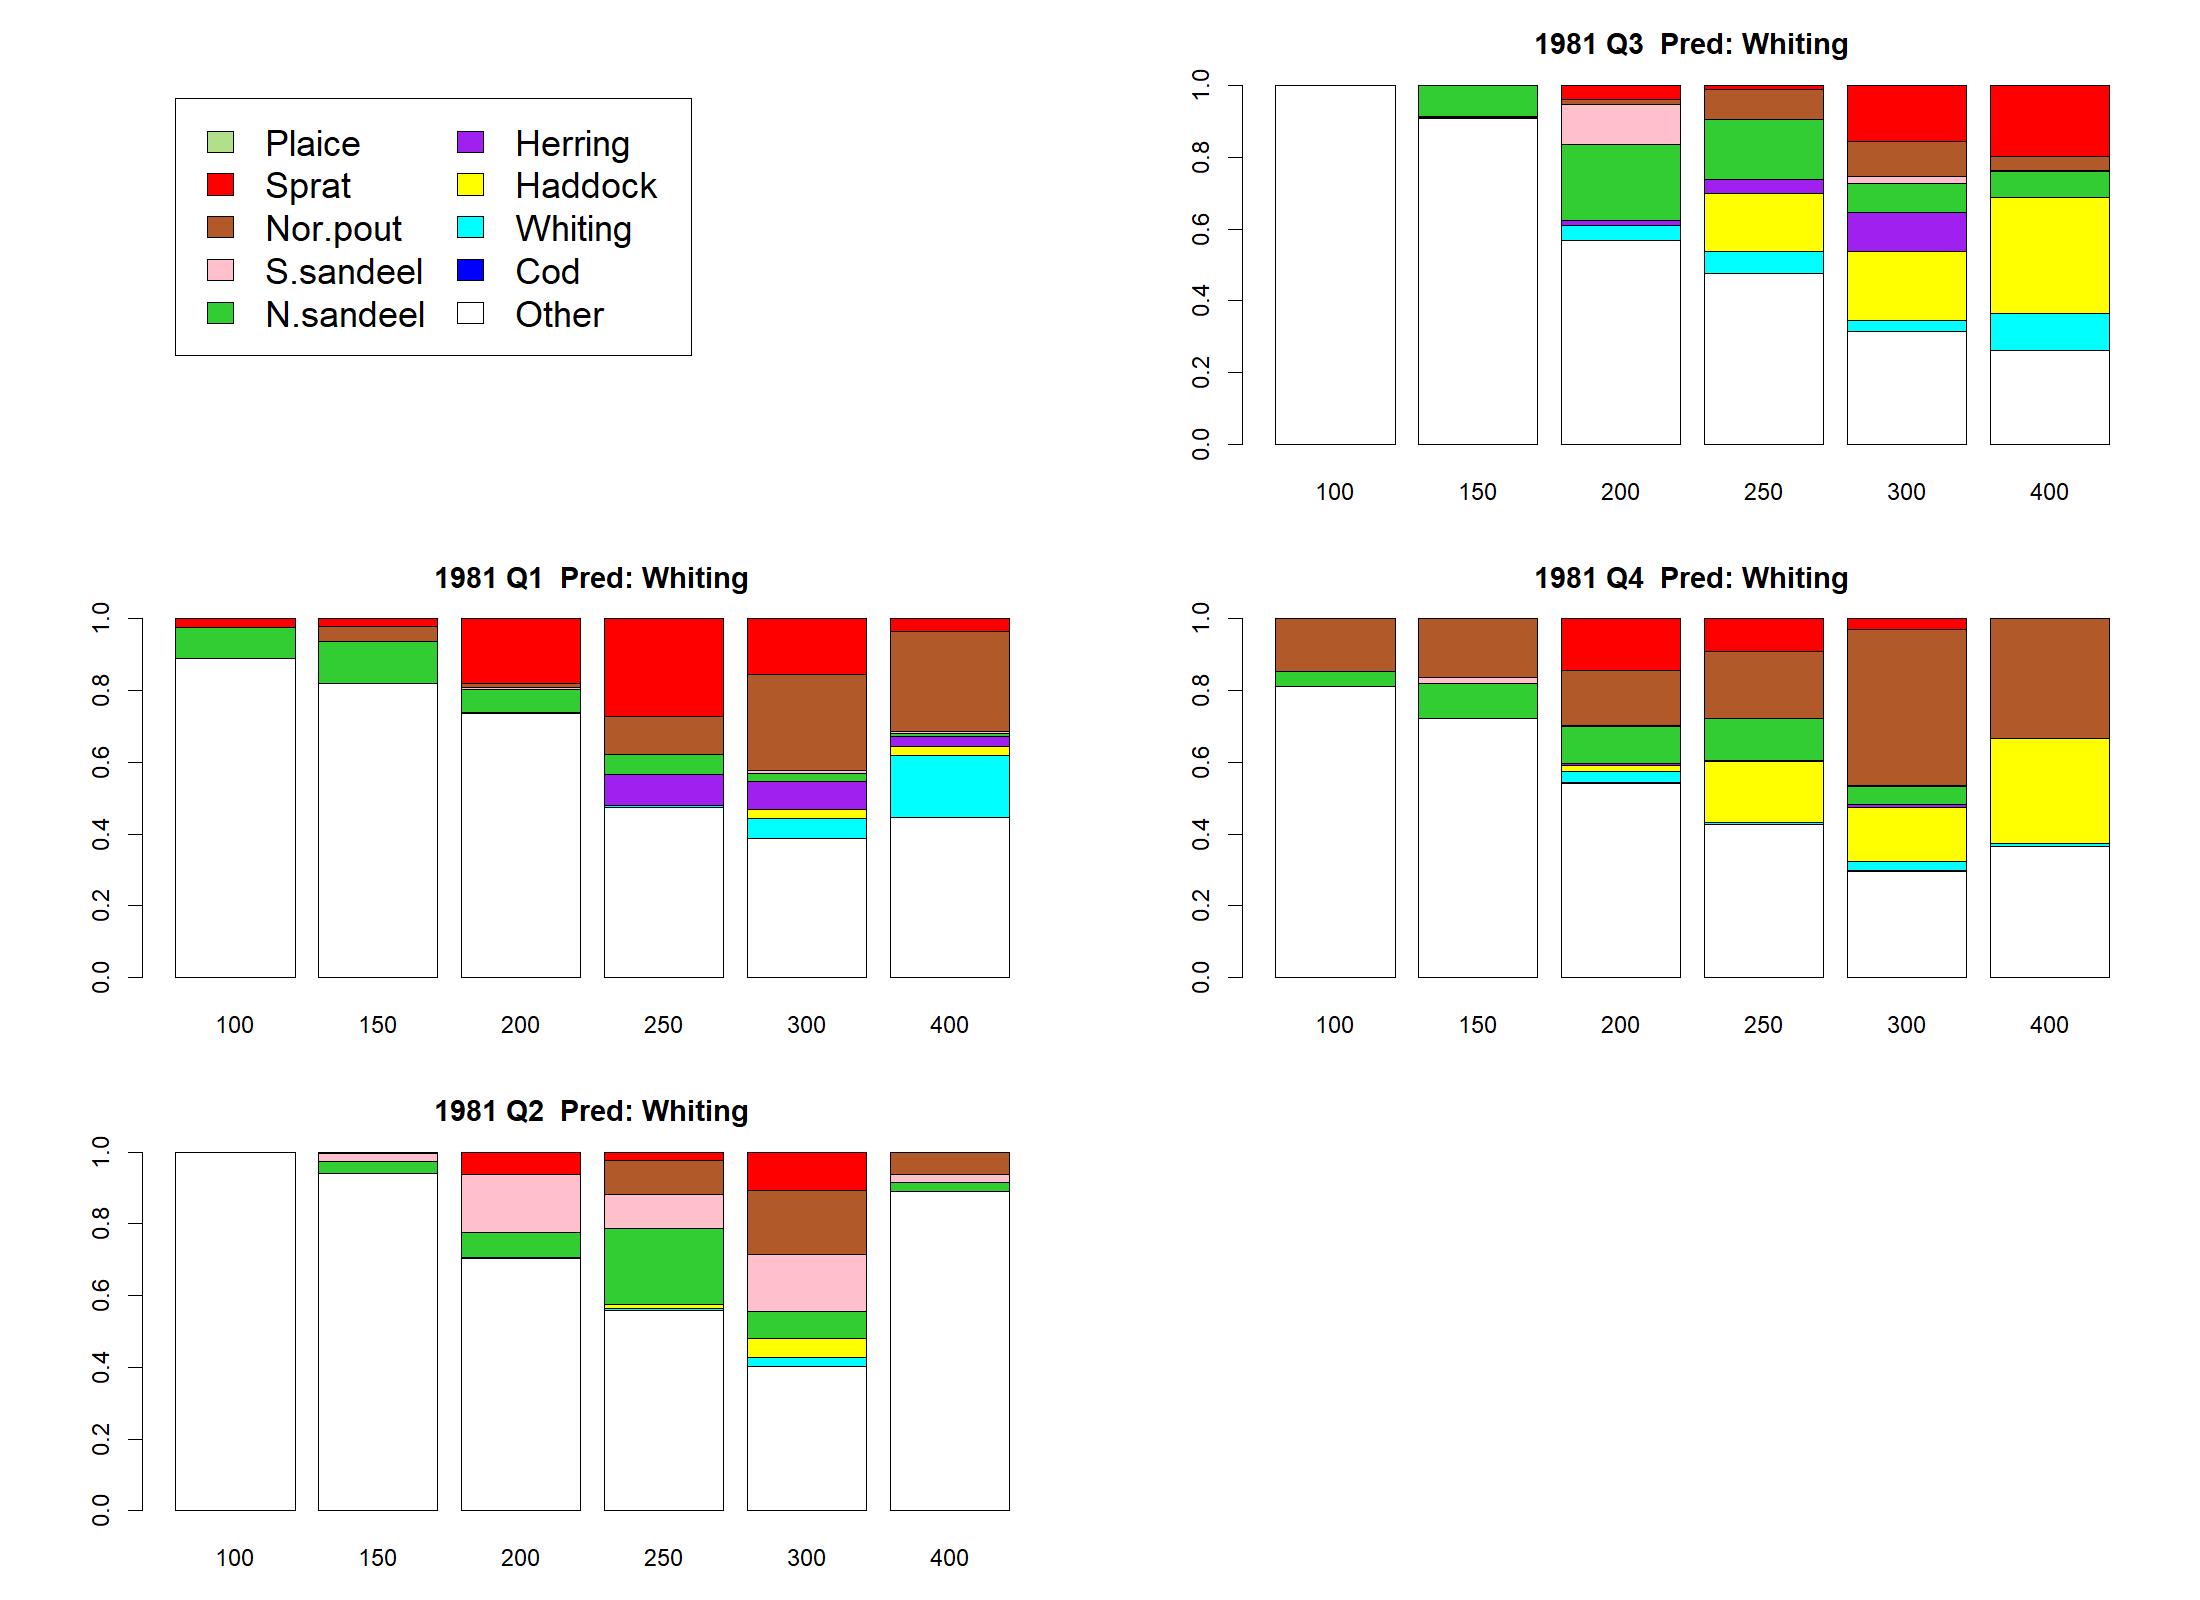 Plaice Herring
Sprat Haddock
Nor.pout Whiting
S.sandeel Cod
N.sandeel Other
1981 Q3  Pred: Whiting
1.0
0.8
0.6
0.4
0.2
0.0
100 150 200 250 300 400
1981 Q1  Pred: Whiting
1.0
0.8
0.6
0.4
0.2
0.0
100 150 200 250 300 400
1981 Q4  Pred: Whiting
1.0
0.8
0.6
0.4
0.2
0.0
100 150 200 250 300 400
1981 Q2  Pred: Whiting
1.0
0.8
0.6
0.4
0.2
0.0
100 150 200 250 300 400